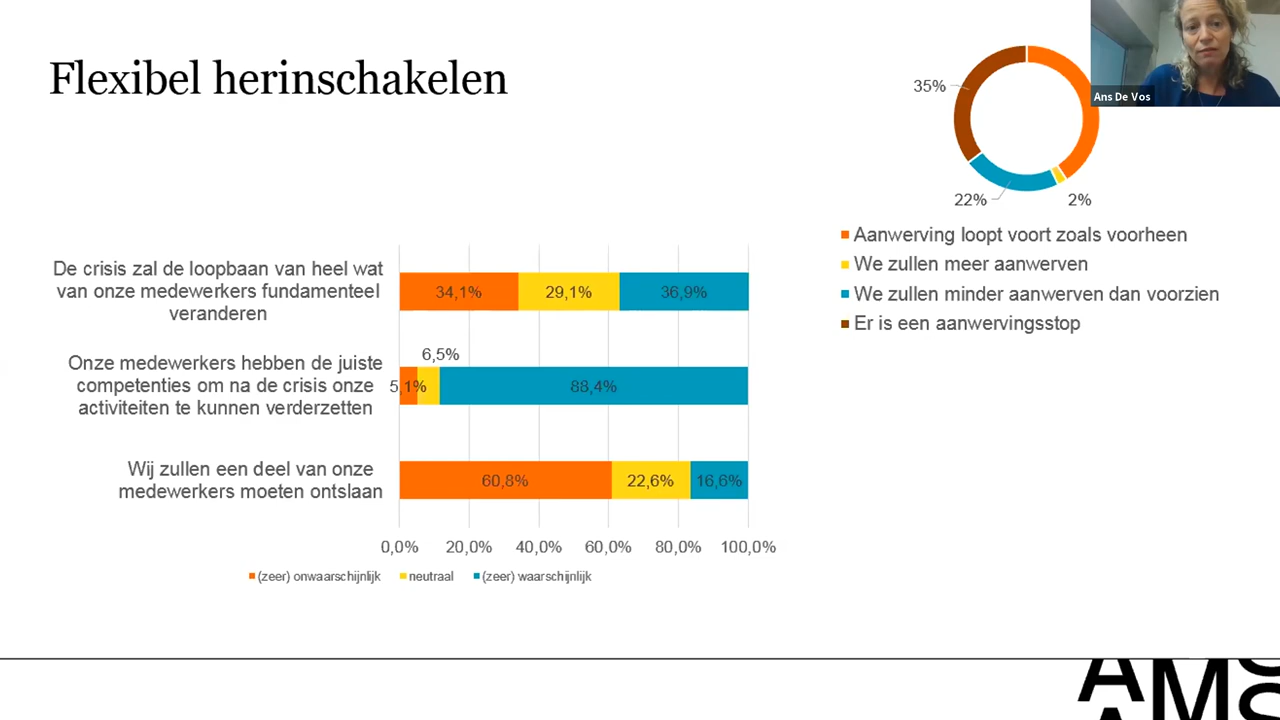 Flexibel herinschakelen
Ans De Vos
35%
22%
2%
Aanwerving loopt voort zoals voorheen
We zullen meer aanwerven
We zullen minder aanwerven dan voorzien
Er is een aanwervingsstop
De crisis zal de loopbaan van heel wat
van onze medewerkers fundamenteel
veranderen
34,1%
29,1%
36,9%
Onze medewerkers hebben de juiste
competenties om na de crisis onze
activiteiten te kunnen verderzetten
5,1%
6,5%
88,4%
Wij zullen een deel van onze
medewerkers moeten ontslaan
60,8%
22,6%
16,6%
0,0% 20,0% 40,0% 60,0% 80,0% 100,0%
(zeer) onwaarschijnlijk neutraal (zeer) waarschijnlijk
AMS